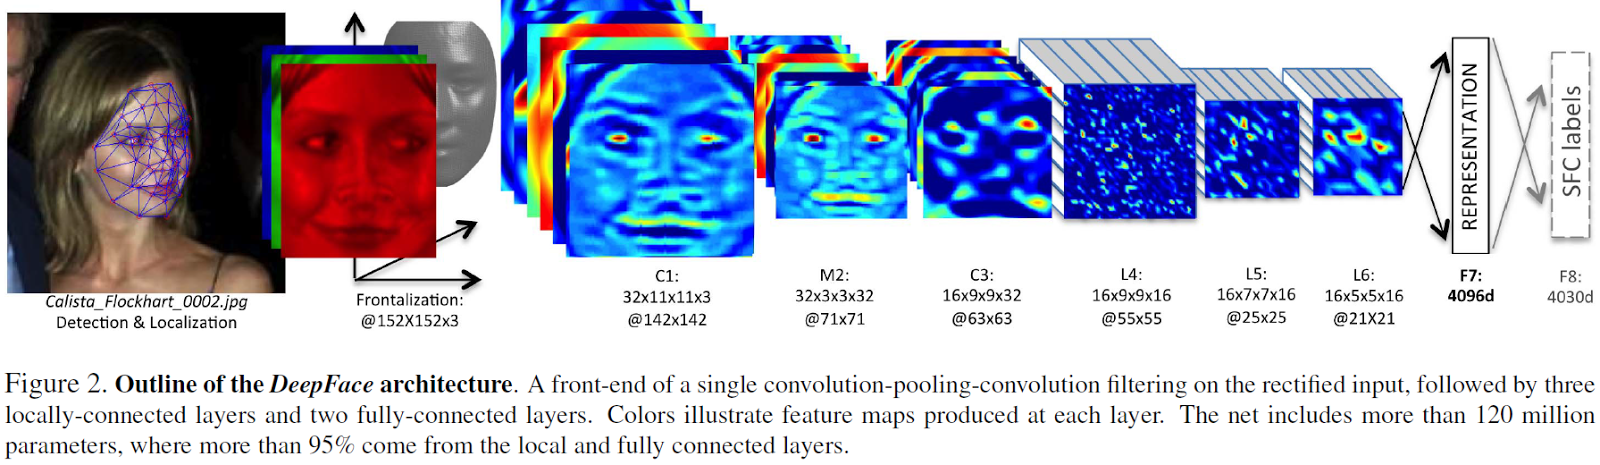 Calista_Flockhart_0002.jpg
Detection & Localization
Frontalization:
@152X152x3
C1:
32x11x11x3
@142x142
M2:
32x3x3x32
@71x71
C3:
16x9x9x32
@63x63
L4:
16x9x9x16
@55x55
L5:
16x7x7x16
@25x25
L6:
16x5x5x16
@21X21
REPRESENTATION
F7:
4096d
SFC labels
F8:
4030d
Figure 2. Outline of the DeepFace architecture. A front-end of a single convolution-pooling-convolution filtering on the rectified input, followed by three
locally-connected layers and two fully-connected layers. Colors illustrate feature maps produced at each layer. The net includes more than 120 million
parameters, where more than 95% come from the local and fully connected layers.